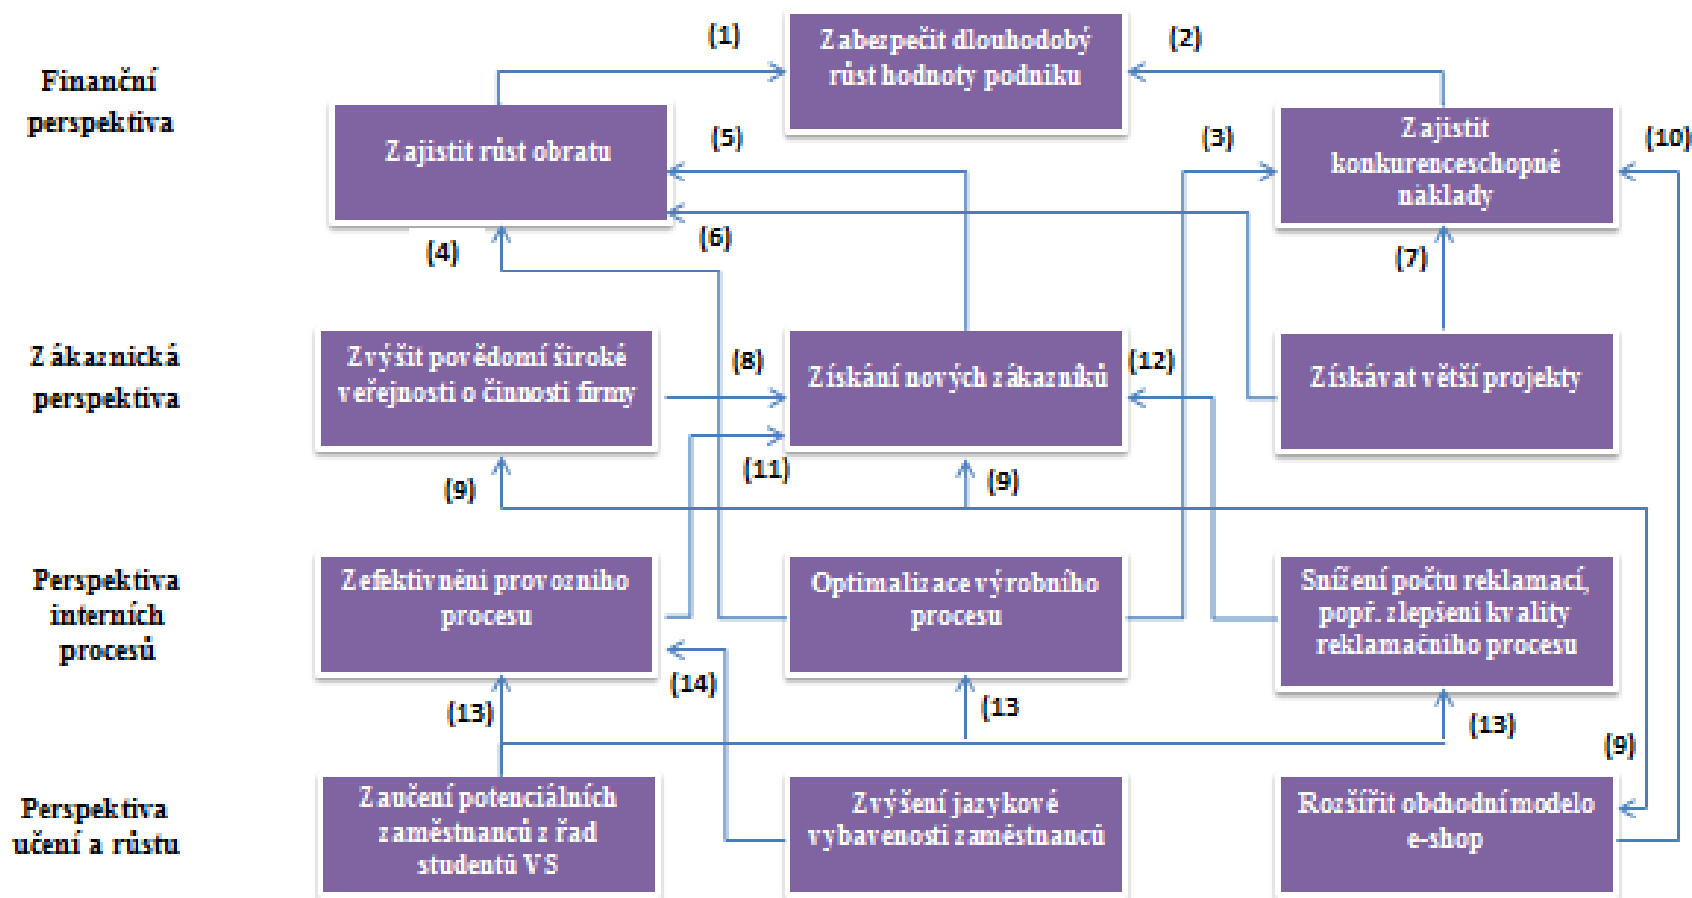 (1)
Zabezpečit dlouhodobý
růst hodnoty podniku
(2)
Finanční
perspektiva
Zajistit růst obratu
(5)
(3)
Zajistit
konkurenceschopné
náklady
(10)
(4)
(6)
(7)
Zákaznická
perspektiva
Zvýšit povědomí široké
veřejnosti o činnosti firmy
(8)
Získání nových zákazníků
(12)
Získávat větší projekty
(9)
(11)
(9)
Perspektiva
interních
procesů
Zefektivnění provozního
procesu
Optimalizace výrobního
procesu
Snížení počtu reklamací,
popř. zlepšení kvality
reklamačního procesu
(13)
(14)
(13
(13)
(9)
Perspektiva
učení a růstu
Zaučení potenciálních
zaměstnanců z řad
studentů VS
Zvýšení jazykové
vybavenosti zaměstnanců
Rozšířit obchodní modelo
e-shop